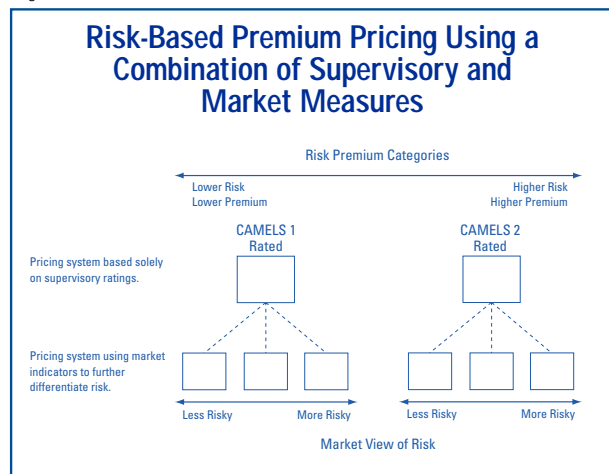 Risk-Based Premium Pricing Using a
Combination of Supervisory and
Market Measures
Risk Premium Categories
Lower Risk
Lower Premium
Higher Risk
Higher Premium
CAMELS 1
Rated
CAMELS 2
Rated
Pricing system based solely
on supervisory ratings.
Pricing system using market
indicators to further
differentiate risk.
Less Risky
More Risky
Less Risky
More Risky
Market View of Risk